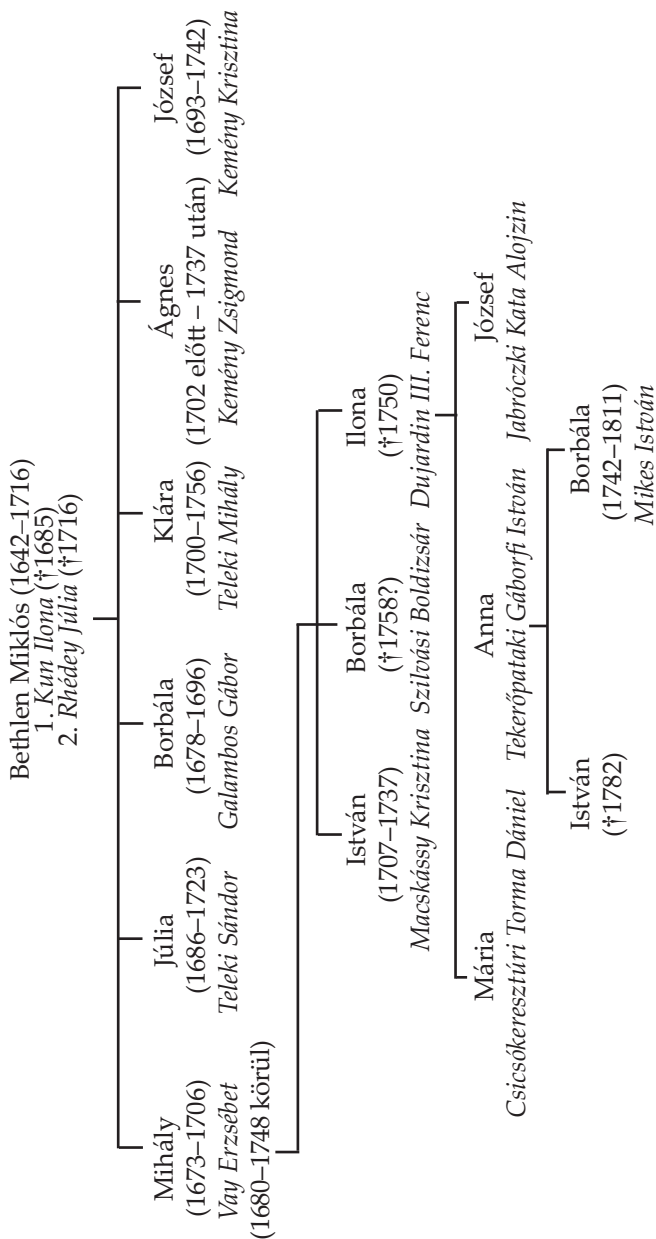 Bethlen Miklós (1642–1716)
1. Kun Ilona (†1685)
2. Rhédey Júlia (†1716)
Mihály
(1673–1706)
Vay Erzsébet
(1680–1748 körül)
Júlia
(1686–1723)
Teleki Sándor
Borbála
(1678–1696)
Galambos Gábor
Klára
(1700–1756)
Teleki Mihály
Ágnes
(1702 előtt – 1737 után)
Kemény Zsigmond
József
(1693–1742)
Kemény Krisztina
István
(1707–1737)
Macskássy Krisztina
Borbála
(†1758?)
Szilvási Boldizsár
Ilona
(†1750)
Dujardin III. Ferenc
Mária
Csicsókeresztúri Torma Dániel
Anna
Tekerőpataki Gáborfi István
József
Jabróczki Kata Alojzin
István
(†1782)
Borbála
(1742–1811)
Mikes István